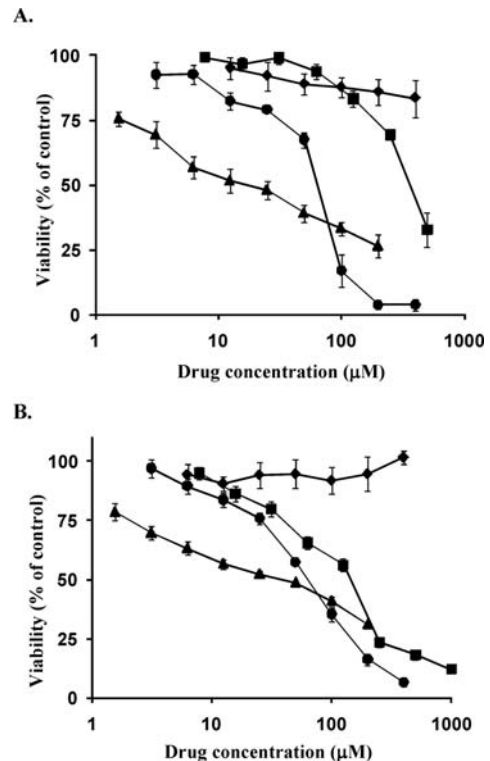 A.
100
75
50
25
0
Viability (% of control)
1 10 100 1000
Drug concentration (µM)
B.
100
75
50
25
0
Viability (% of control)
1 10 100 1000
Drug concentration (µM)